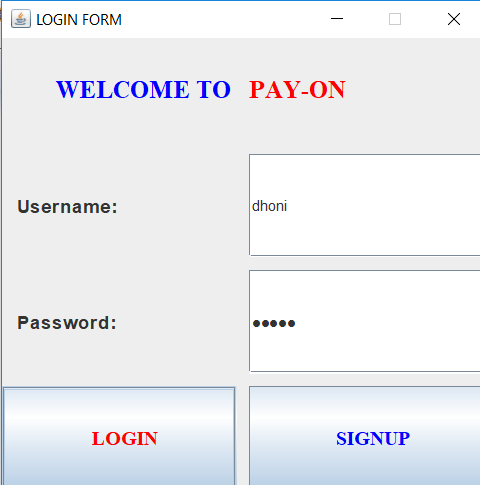 LOGIN FORM
WELCOME TO PAY-ON
Username:
dhoni
Password:
●●●●●
LOGIN
SIGNUP